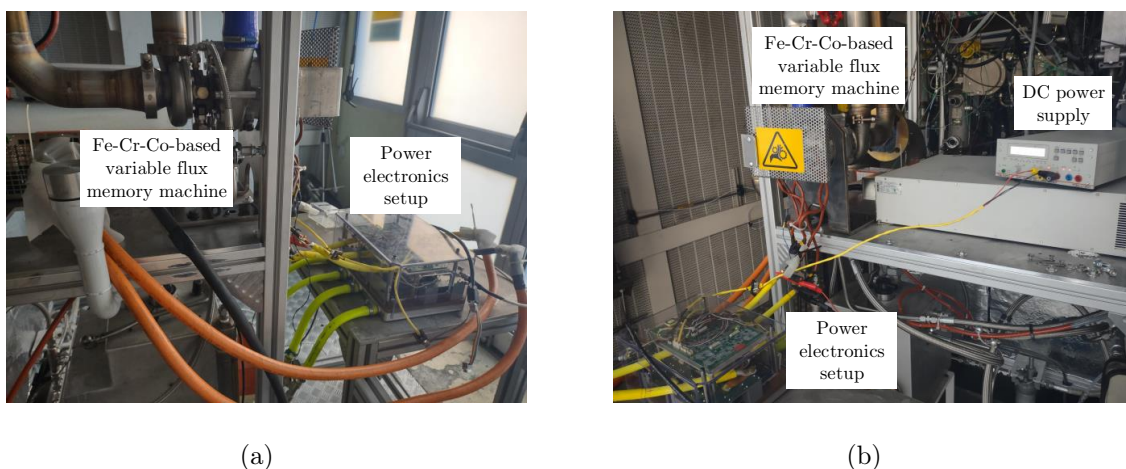 Fe-Cr-Co-based
variable flux
memory machine
Power
electronics
setup
Fe-Cr-Co-based
variable flux
memory machine
DC power
supply
Power
electronics
setup
(a)
(b)